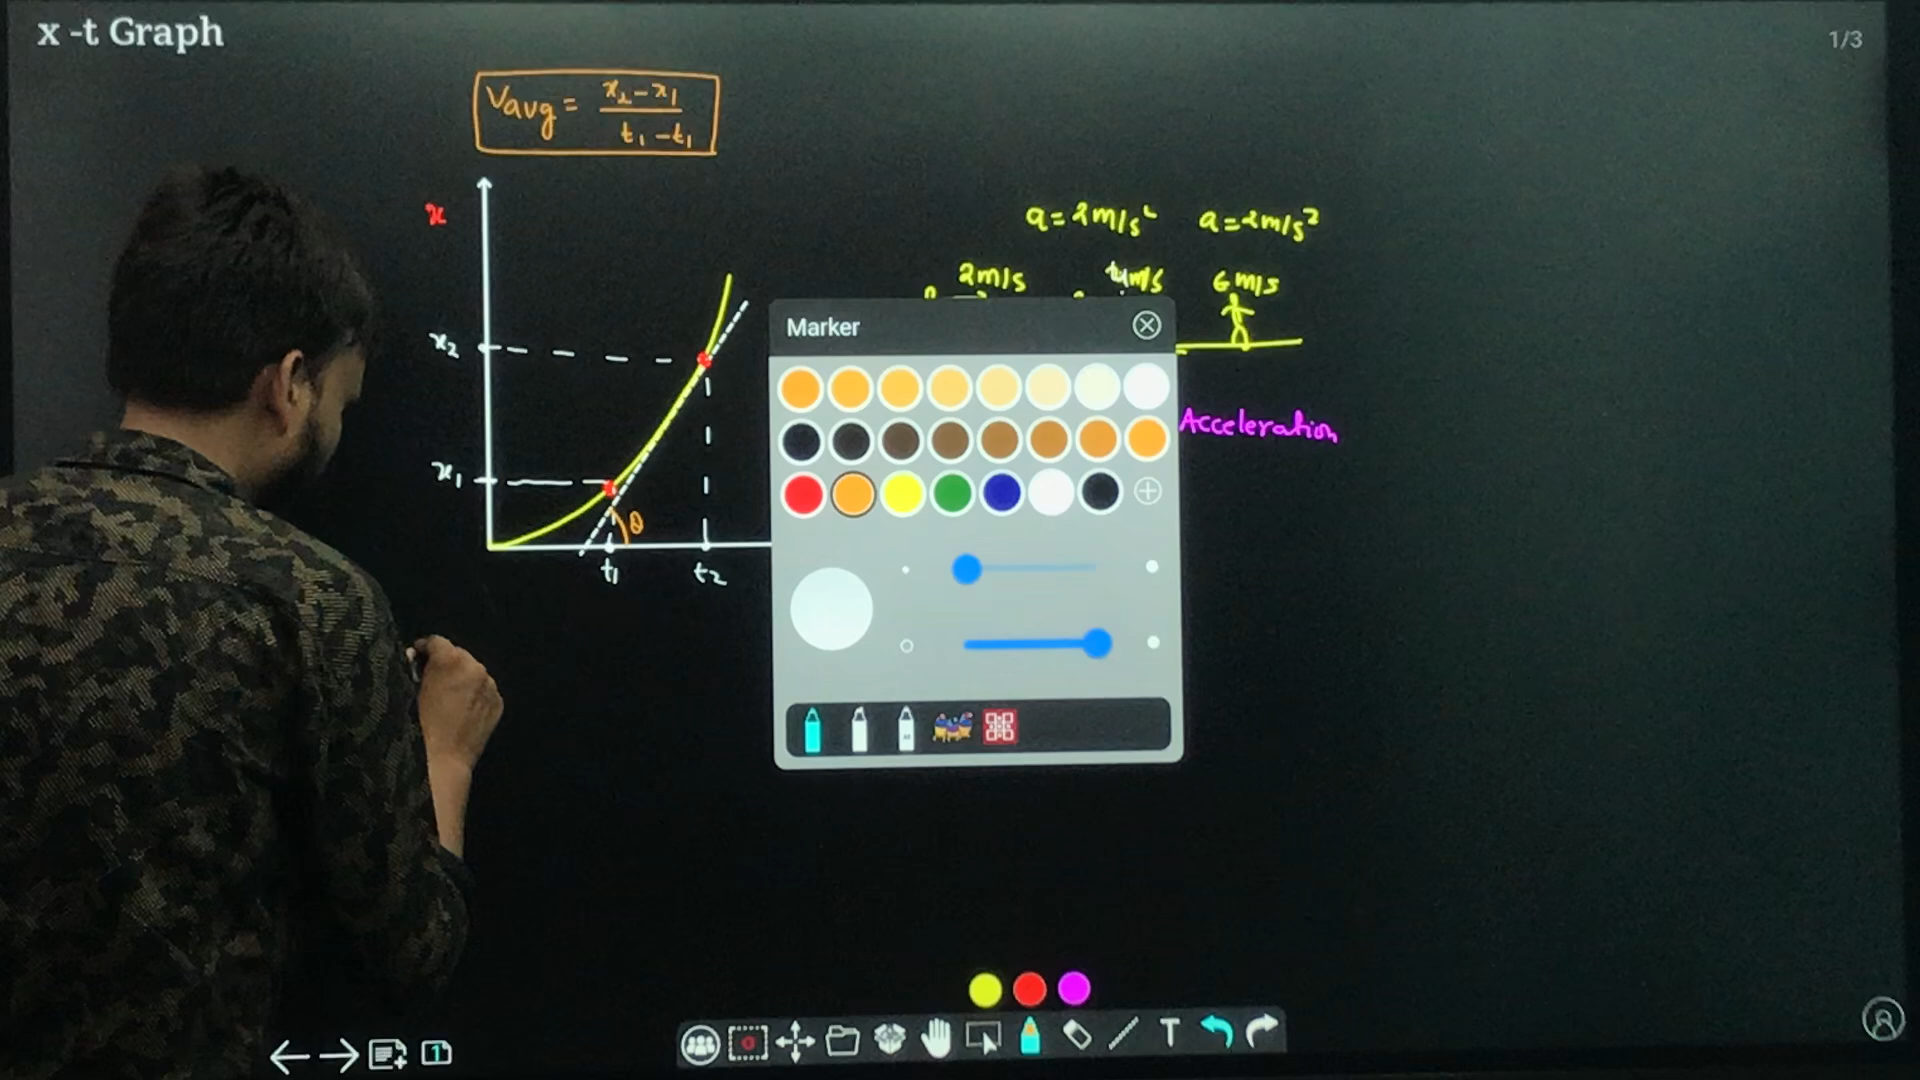 x -t Graph
1/3
Vavg = x2-x1 / t1-t1
x
a=2m/s² a=2m/s²
2m/s 4m/s 6m/s
Marker
x2
Acceleration
x1
θ
t1 t2
T
1